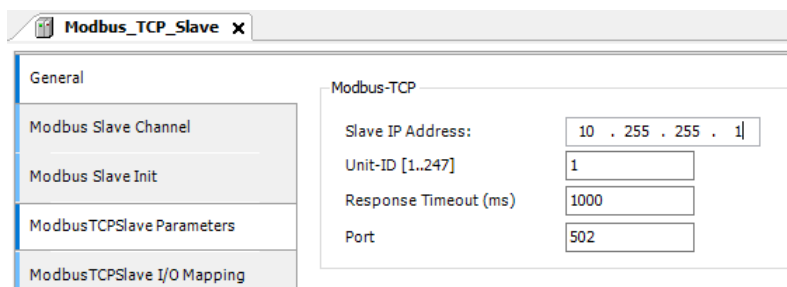 Modbus_TCP_Slave X
General
Modbus Slave Channel
Modbus Slave Init
ModbusTCPSlave Parameters
ModbusTCPSlave I/O Mapping
Modbus-TCP
Slave IP Address: 10 . 255 . 255 . 1
Unit-ID [1..247] 1
Response Timeout (ms) 1000
Port 502